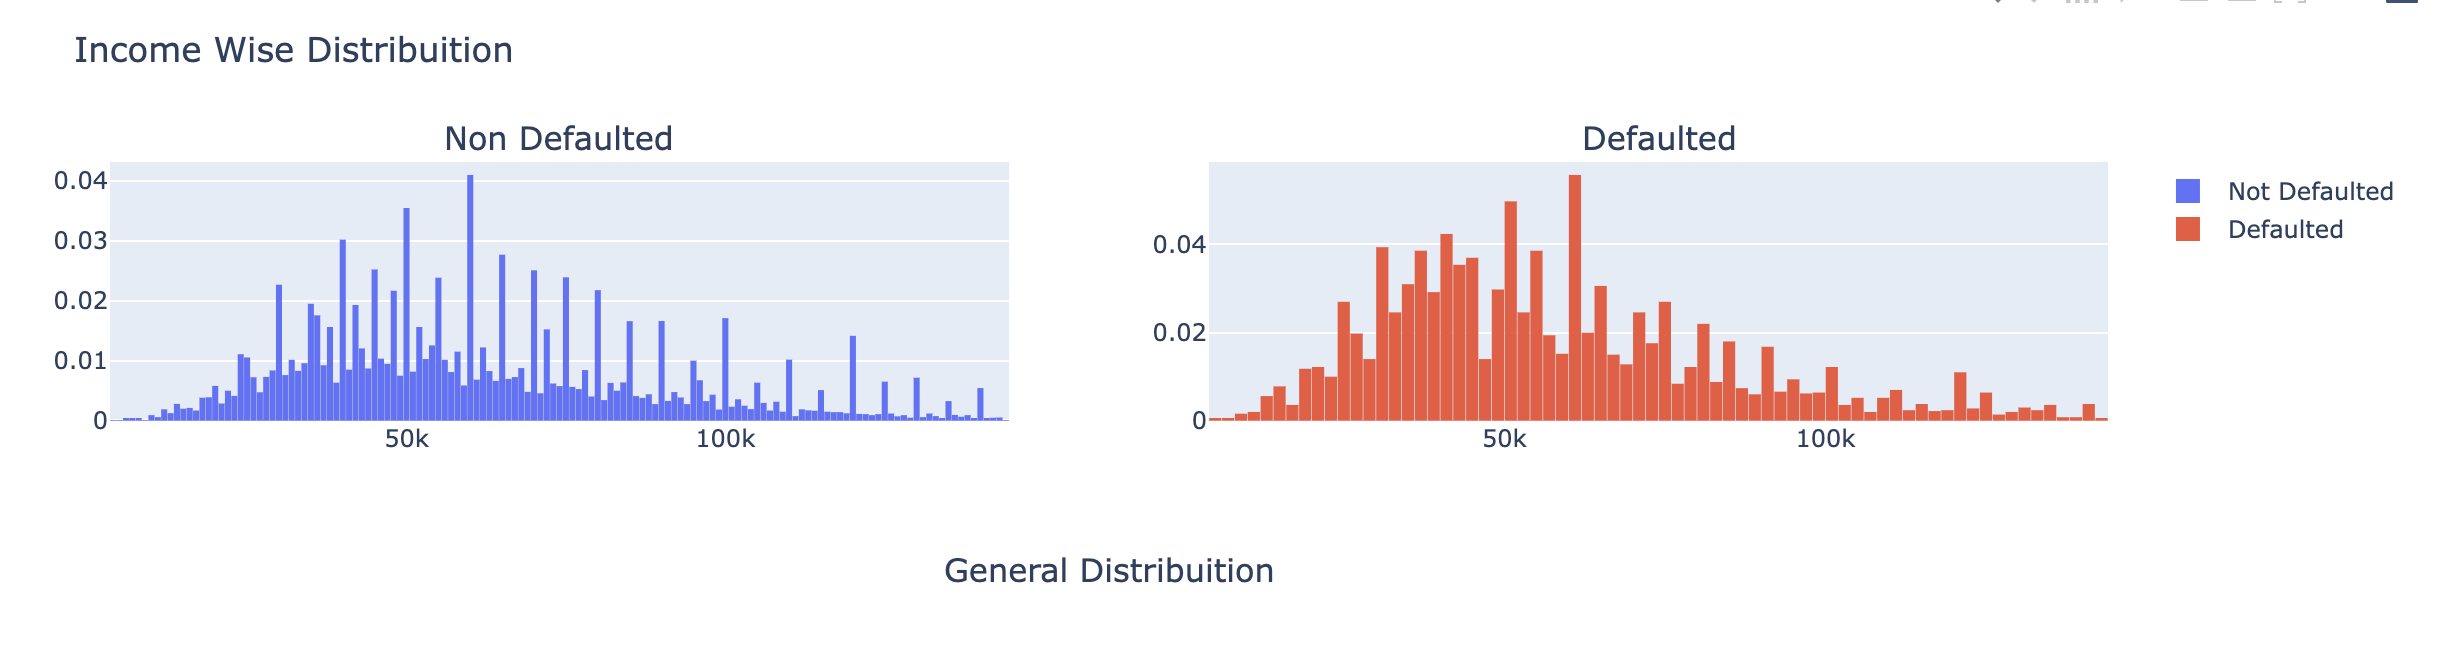 Income Wise Distribuition
Non Defaulted
0.04
0.03
0.02
0.01
0
50k
100k
Defaulted
0.04
0.02
0
50k
100k
Not Defaulted
Defaulted
General Distribuition